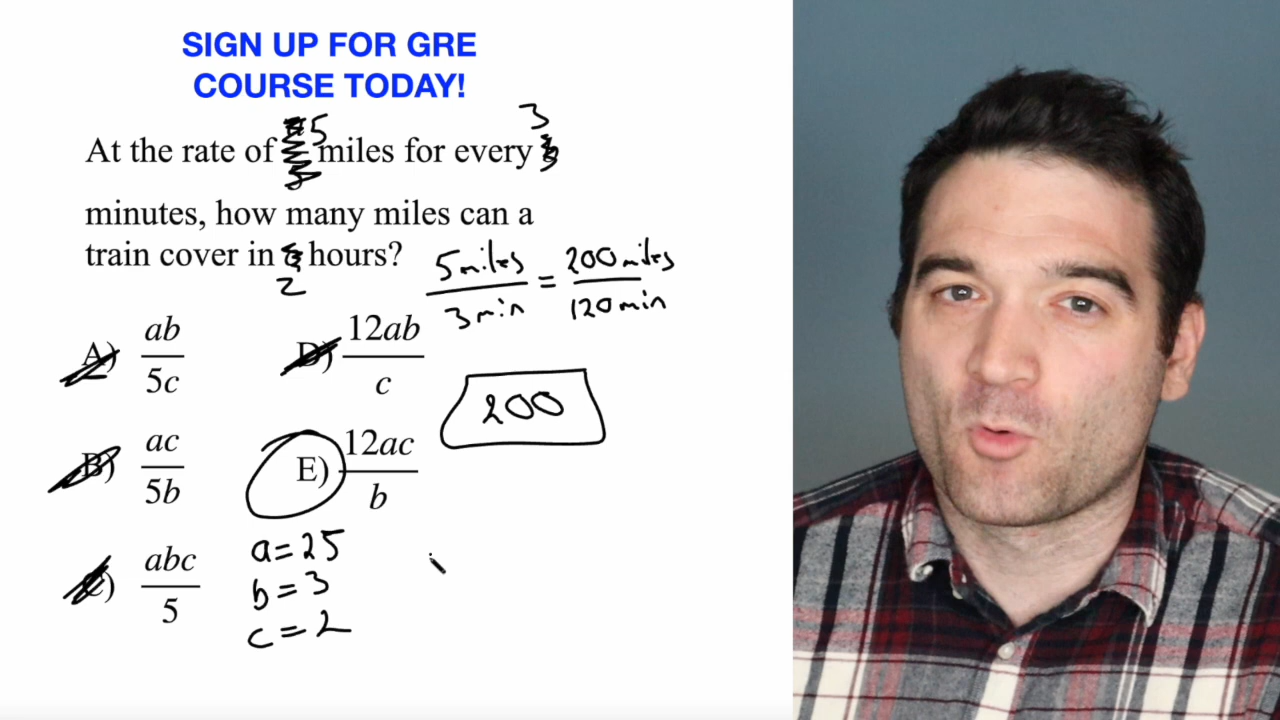 SIGN UP FOR GRE
COURSE TODAY!
3
5
At the rate of miles for every
minutes, how many miles can a
train cover in hours?
2
5 miles / 3 min = 200 miles / 120 min
A) ab / 5c
D) 12ab / c
200
B) ac / 5b
E) 12ac / b
C) abc / 5
a = 25
b = 3
c = 2